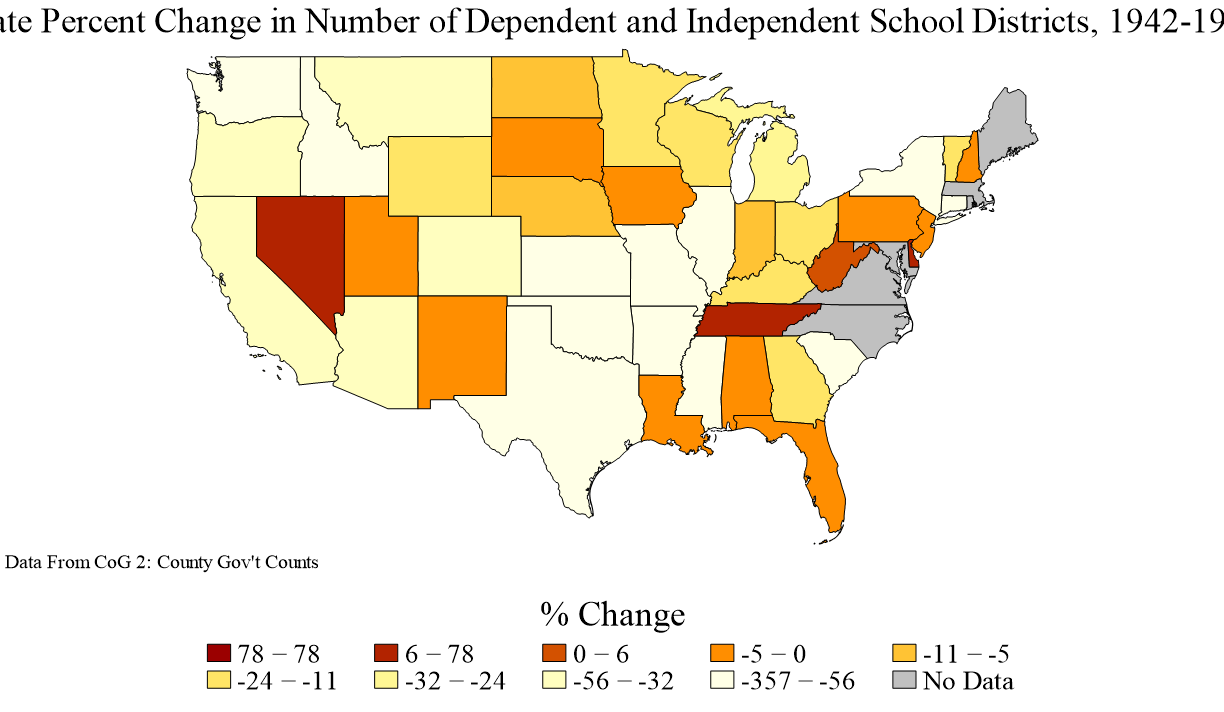 ate Percent Change in Number of Dependent and Independent School Districts, 1942-19
Data From CoG 2: County Gov't Counts
% Change
78 − 78 6 − 78 0 − 6 -5 − 0 -11 − -5
-24 − -11 -32 − -24 -56 − -32 -357 − -56 No Data